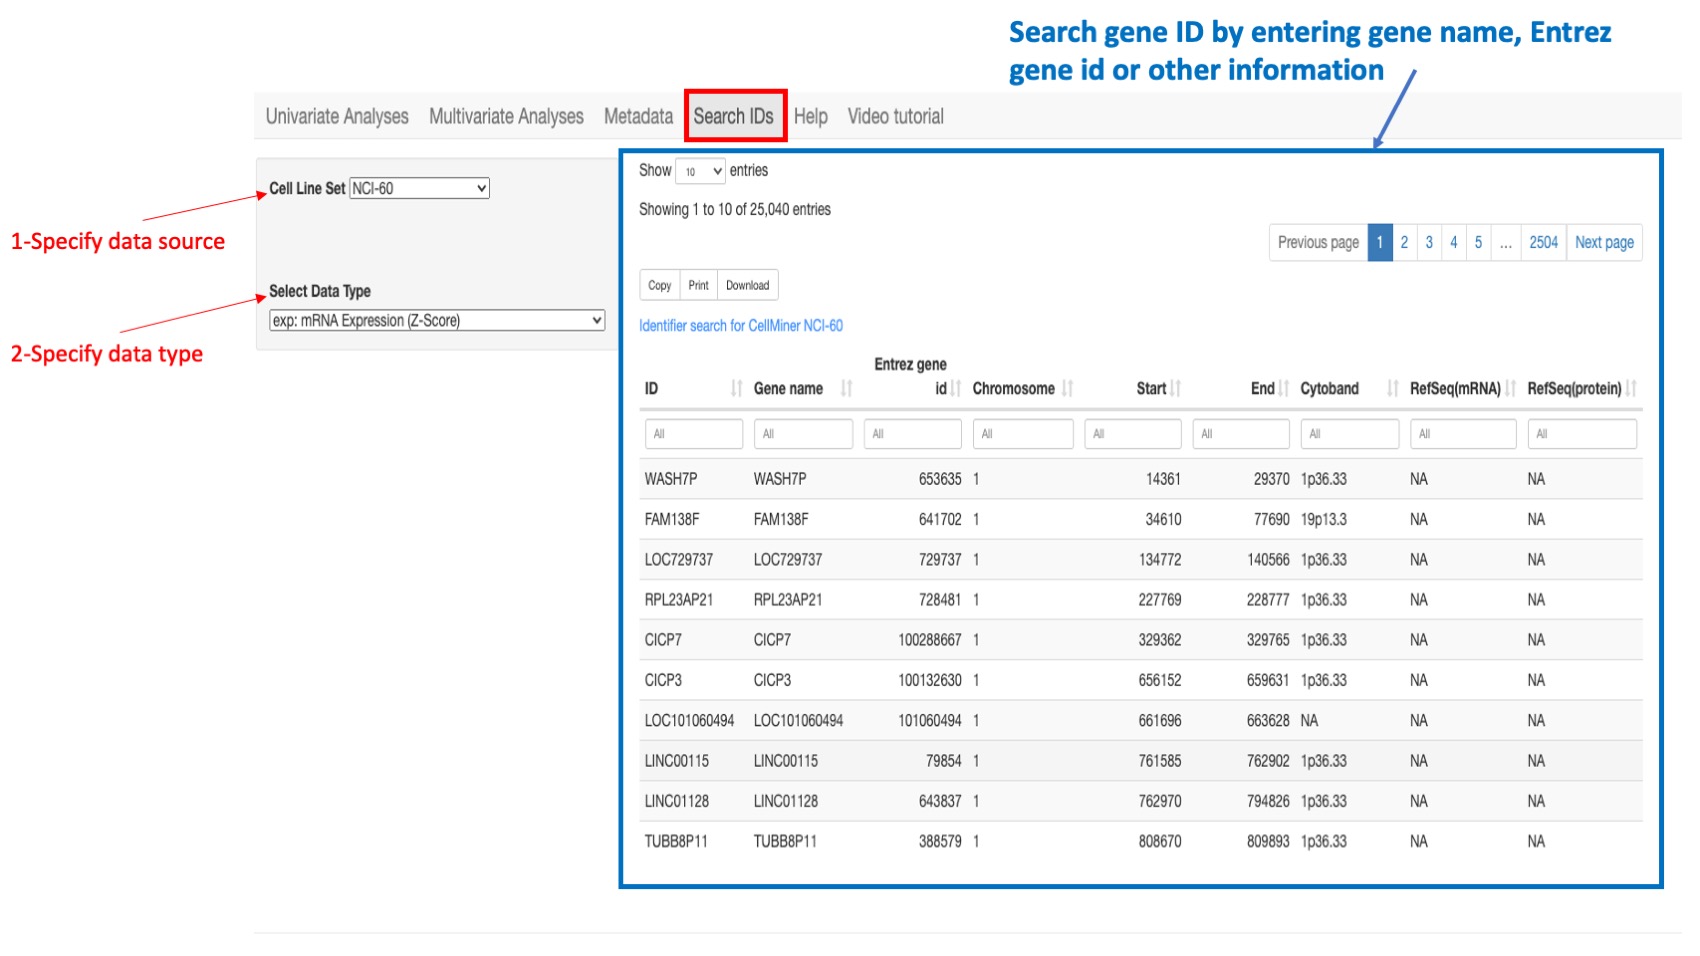 Search gene ID by entering gene name, Entrez
gene id or other information
Univariate Analyses Multivariate Analyses Metadata Search IDs Help Video tutorial
Cell Line Set NCI-60
1-Specify data source
Select Data Type
exp: mRNA Expression (Z-Score)
2-Specify data type
Show 10 entries
Showing 1 to 10 of 25,040 entries
Previous page 1 2 3 4 5 ... 2504 Next page
Copy Print Download
Identifier search for CellMiner NCI-60
ID Gene name Entrez gene id Chromosome Start End Cytoband RefSeq(mRNA) RefSeq(protein)
All All All All All All All All All
WASH7P WASH7P 653635 1 14361 29370 1p36.33 NA NA
FAM138F FAM138F 641702 1 34610 77690 19p13.3 NA NA
LOC729737 LOC729737 729737 1 134772 140566 1p36.33 NA NA
RPL23AP21 RPL23AP21 728481 1 227769 228777 1p36.33 NA NA
CICP7 CICP7 100288667 1 329362 329765 1p36.33 NA NA
CICP3 CICP3 100132630 1 656152 659631 1p36.33 NA NA
LOC101060494 LOC101060494 101060494 1 661696 663628 NA NA NA
LINC00115 LINC00115 79854 1 761585 762902 1p36.33 NA NA
LINC01128 LINC01128 643837 1 762970 794826 1p36.33 NA NA
TUBB8P11 TUBB8P11 388579 1 808670 809893 1p36.33 NA NA